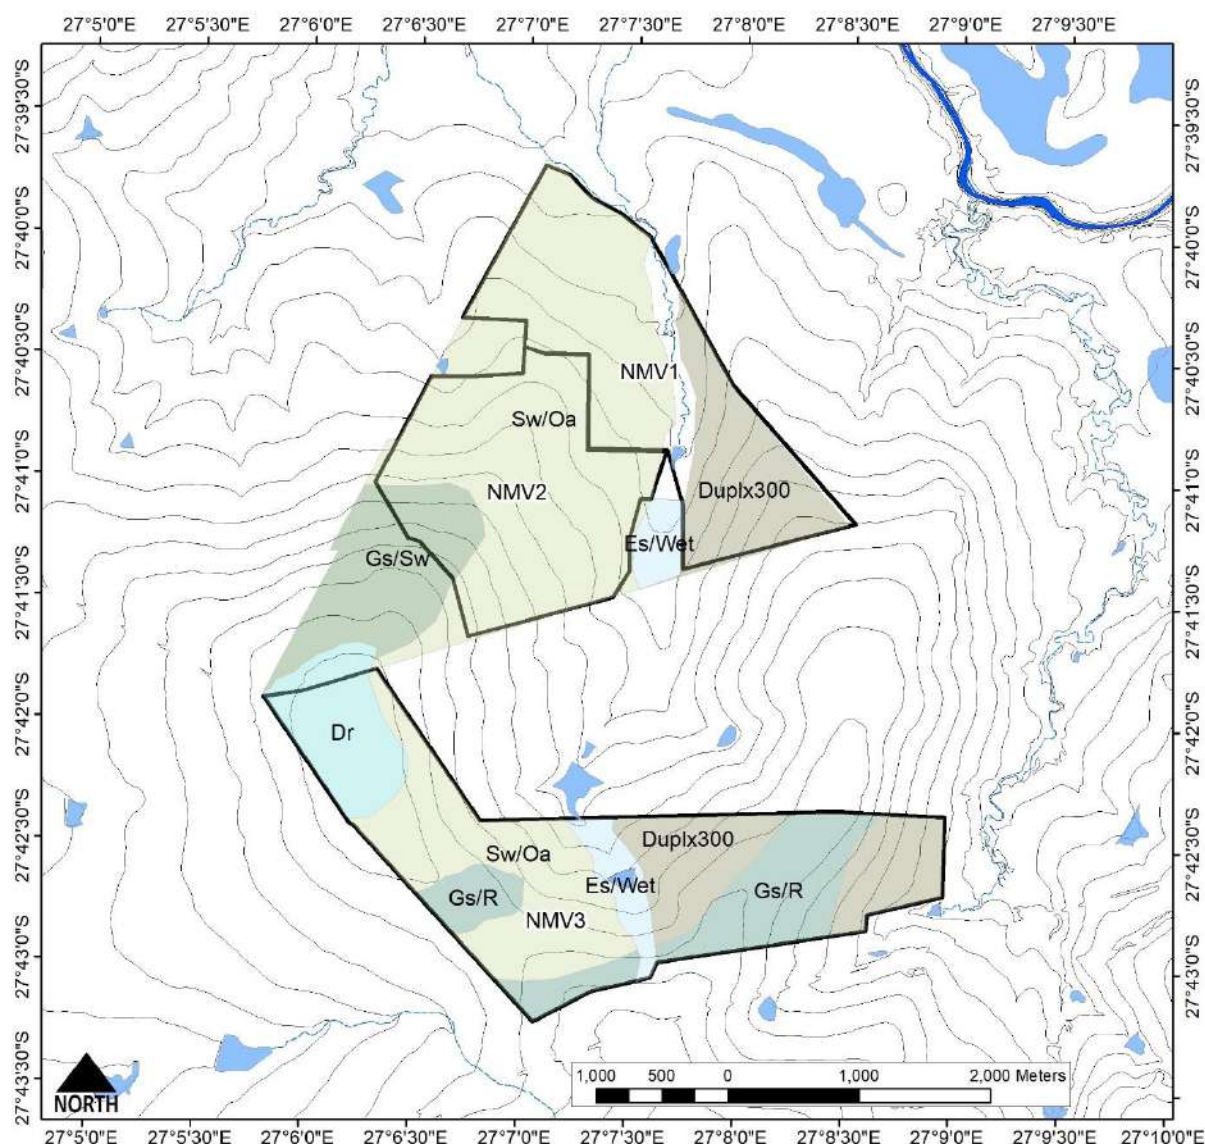 27°5'0"E 27°5'30"E 27°6'0"E 27°6'30"E 27°7'0"E 27°7'30"E 27°8'0"E 27°8'30"E 27°9'0"E 27°9'30"E
27°39'30"S 27°39'30"S
27°40'0"S 27°40'0"S
27°40'30"S 27°40'30"S
NMV1
Sw/Oa
27°41'0"S 27°41'0"S
NMV2 Duplx300
Es/Wet
Gs/Sw
27°41'30"S 27°41'30"S
27°42'0"S 27°42'0"S
Dr
27°42'30"S 27°42'30"S
Duplx300
Sw/Oa
Es/Wet
Gs/R Gs/R
NMV3
27°43'0"S 27°43'0"S
27°43'30"S
1,000 500 0 1,000 2,000 Meters
NORTH
27°5'0"E 27°5'30"E 27°6'0"E 27°6'30"E 27°7'0"E 27°7'30"E 27°8'0"E 27°8'30"E 27°9'0"E 27°9'30"E 27°10'0"E